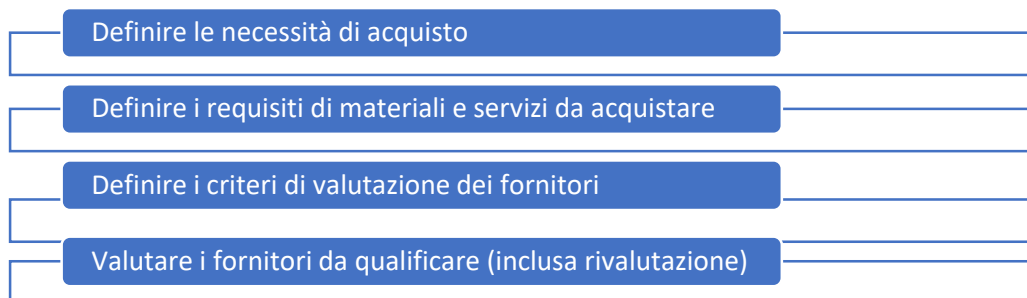 Definire le necessità di acquisto
Definire i requisiti di materiali e servizi da acquistare
Definire i criteri di valutazione dei fornitori
Valutare i fornitori da qualificare (inclusa rivalutazione)